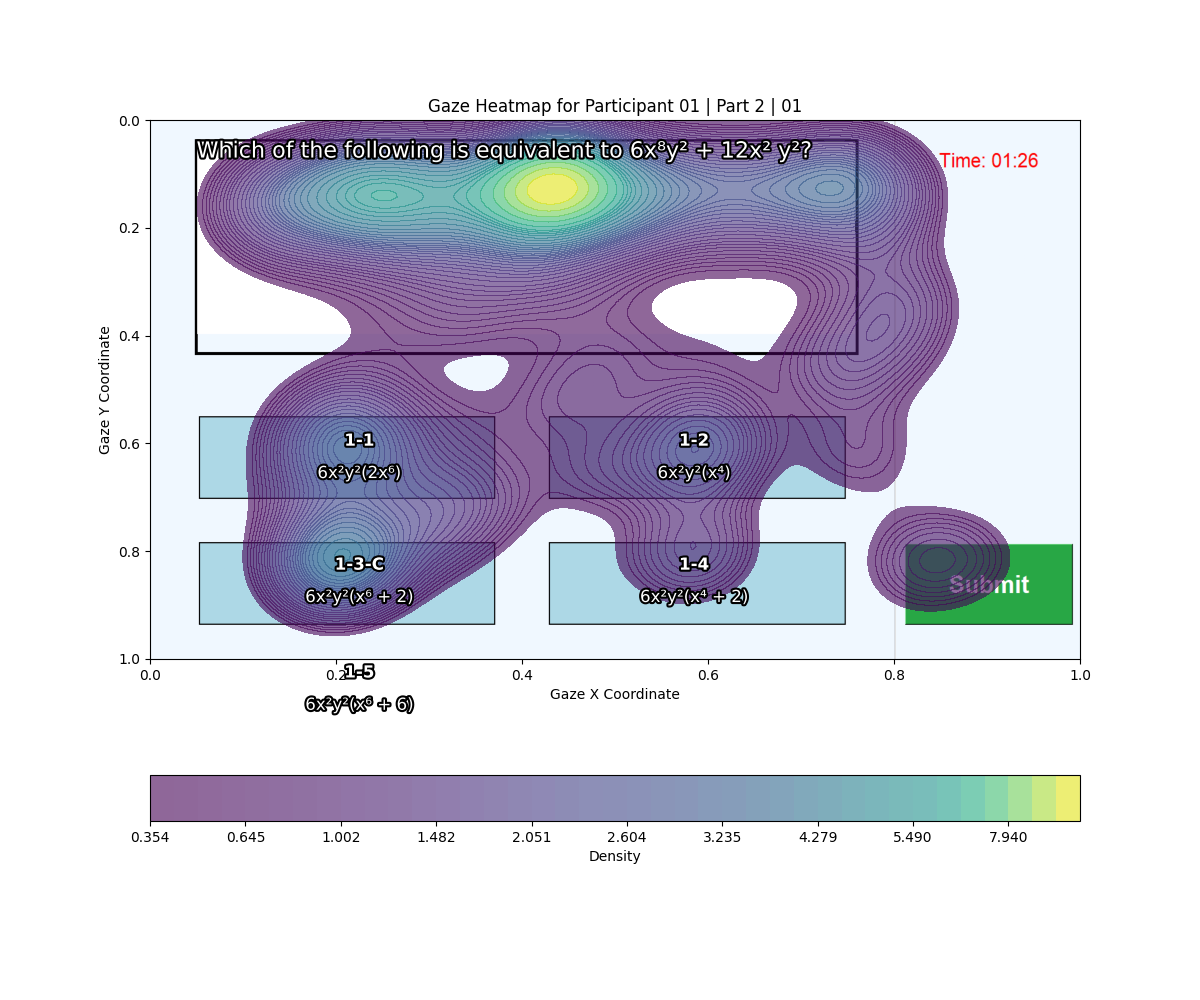 Gaze Heatmap for Participant 01 | Part 2 | 01
Which of the following is equivalent to 6x⁸y² + 12x² y²?
Time: 01:26
0.0
0.2
0.4
0.6
0.8
1.0
Gaze Y Coordinate
1-1
6x²y²(2x⁶)
1-2
6x²y²(x⁴)
1-3-C
6x²y²(x⁶ + 2)
1-4
6x²y²(x⁴ + 2)
Submit
0.0
0.2
0.4
0.6
0.8
1.0
1-5
6x²y²(x⁶ + 6)
Gaze X Coordinate
0.354
0.645
1.002
1.482
2.051
2.604
3.235
4.279
5.490
7.940
Density